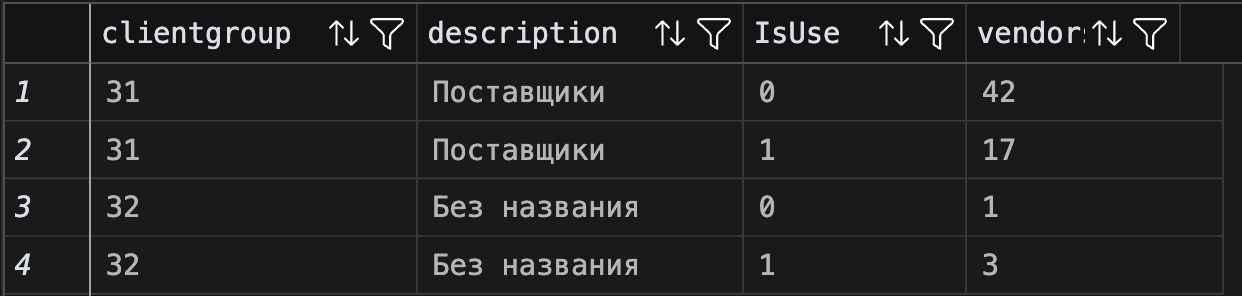 clientgroup description IsUse vendors
1 31 Поставщики 0 42
2 31 Поставщики 1 17
3 32 Без названия 0 1
4 32 Без названия 1 3